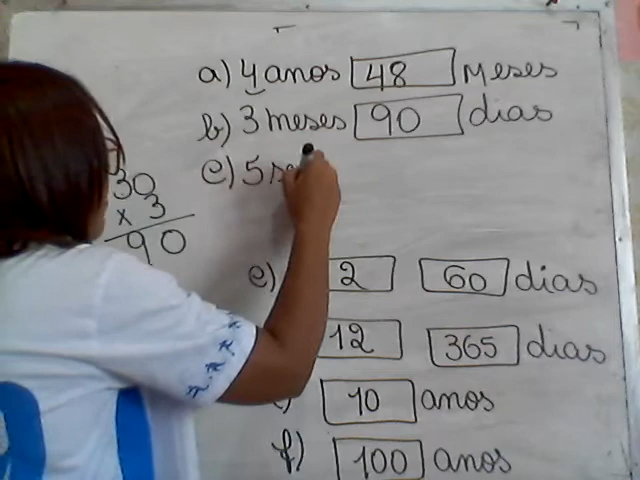 a) 4 anos 48 meses
b) 3 meses 90 dias
c) 5
30
x 3
90
e) 2 60 dias
12 365 dias
10 anos
f) 100 anos